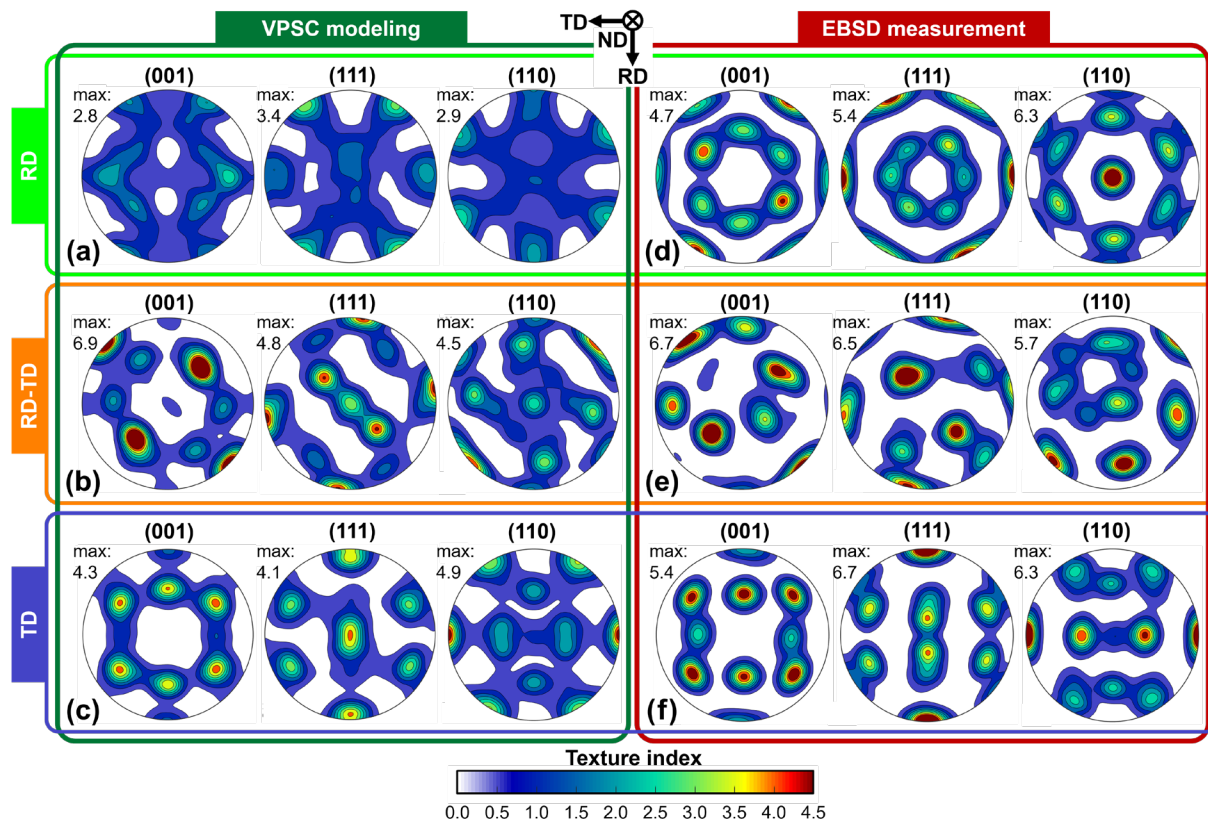 VPSC modeling
TD
ND
RD
EBSD measurement
RD
(001) (111) (110) (001) (111) (110)
max: max: max: max: max: max:
2.8 3.4 2.9 4.7 5.4 6.3
(a) (d)
RD-TD
(001) (111) (110) (001) (111) (110)
max: max: max: max: max: max:
6.9 4.8 4.5 6.7 6.5 5.7
(b) (e)
TD
(001) (111) (110) (001) (111) (110)
max: max: max: max: max: max:
4.3 4.1 4.9 5.4 6.7 6.3
(c) (f)
Texture index
0.0 0.5 1.0 1.5 2.0 2.5 3.0 3.5 4.0 4.5